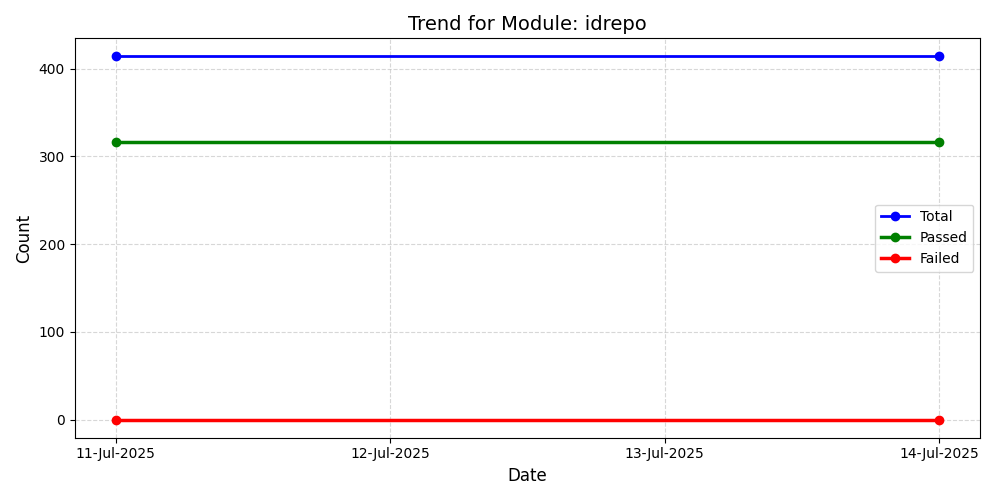 Trend for Module: idrepo
Count
400
300
200
100
0
Total
Passed
Failed
11-Jul-2025
12-Jul-2025
13-Jul-2025
14-Jul-2025
Date